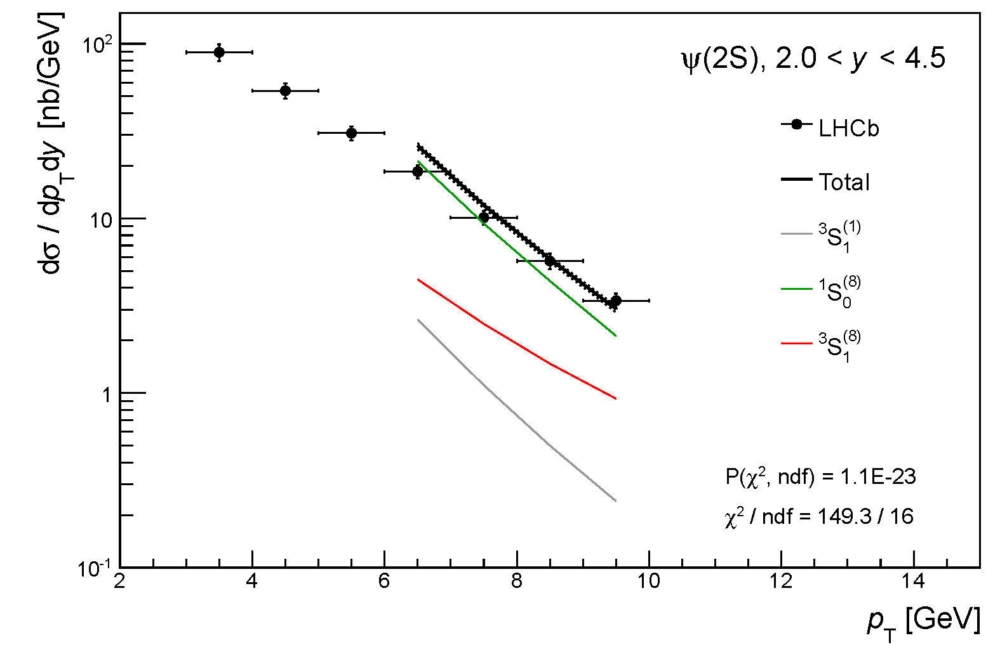 dσ / dp_T dy [nb/GeV]
10²
10
1
10⁻¹
ψ(2S), 2.0 < y < 4.5
LHCb
Total
³S₁⁽¹⁾
¹S₀⁽⁸⁾
³S₁⁽⁸⁾
P(χ², ndf) = 1.1E-23
χ² / ndf = 149.3 / 16
2 4 6 8 10 12 14
p_T [GeV]